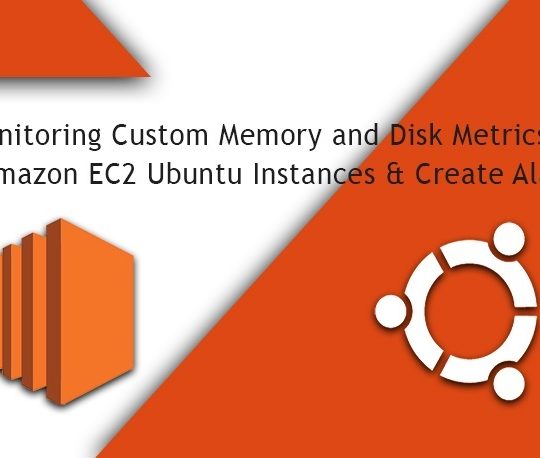 nitoring Custom Memory and Disk Metrics
mazon EC2 Ubuntu Instances & Create Al